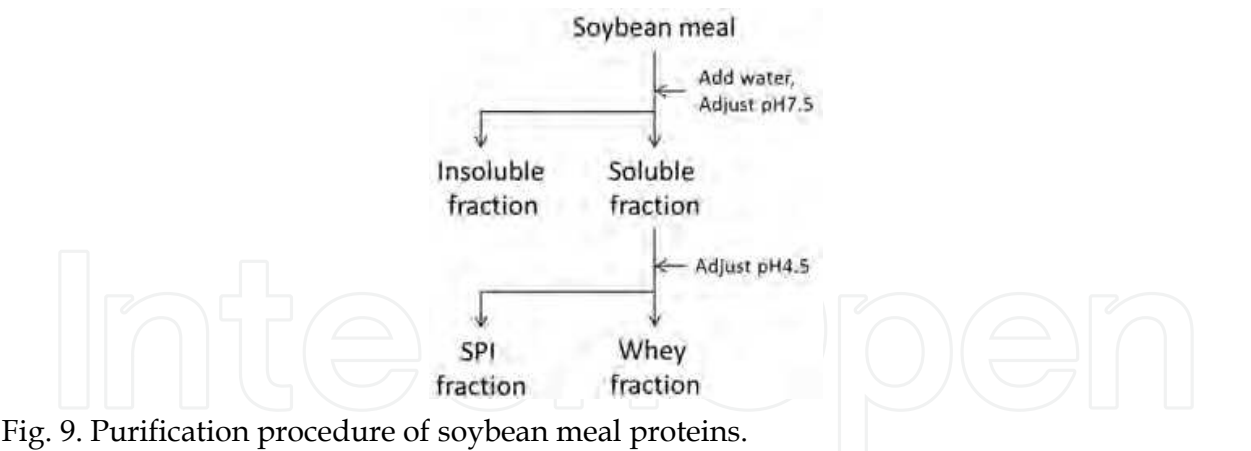 Soybean meal
Add water,
Adjust pH7.5
Insoluble
fraction
Soluble
fraction
Adjust pH4.5
SPI
fraction
Whey
fraction
Fig. 9. Purification procedure of soybean meal proteins.